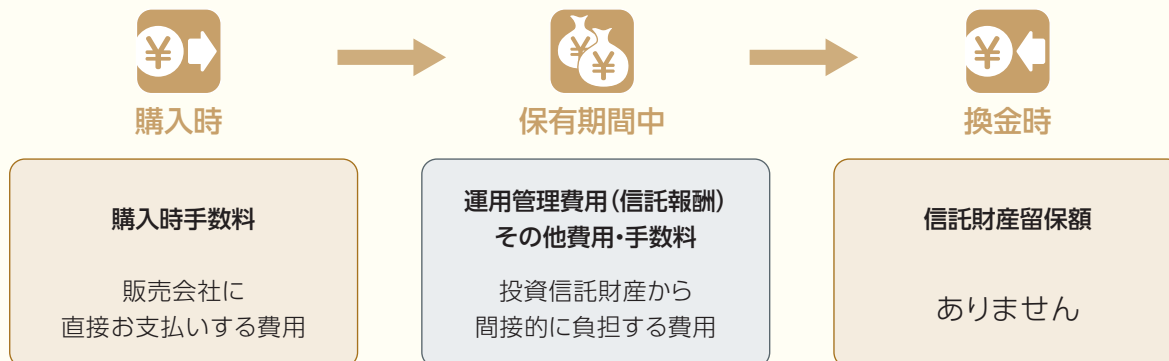 購入時
保有期間中
換金時
購入時手数料
販売会社に
直接お支払いする費用
運用管理費用(信託報酬)
その他費用・手数料
投資信託財産から
間接的に負担する費用
信託財産留保額
ありません